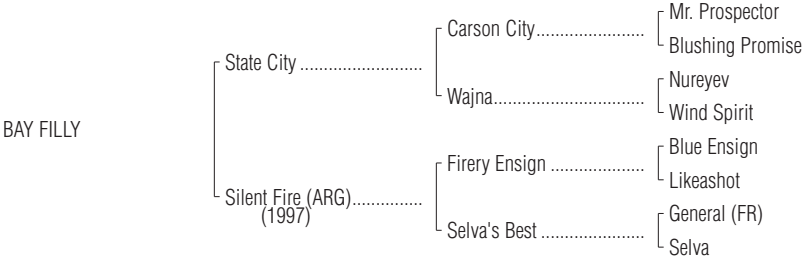 Mr. Prospector
Carson City
Blushing Promise
State City
Nureyev
Wajna
Wind Spirit
BAY FILLY
Blue Ensign
Firery Ensign
Likeashot
Silent Fire (ARG)
(1997)
General (FR)
Selva's Best
Selva